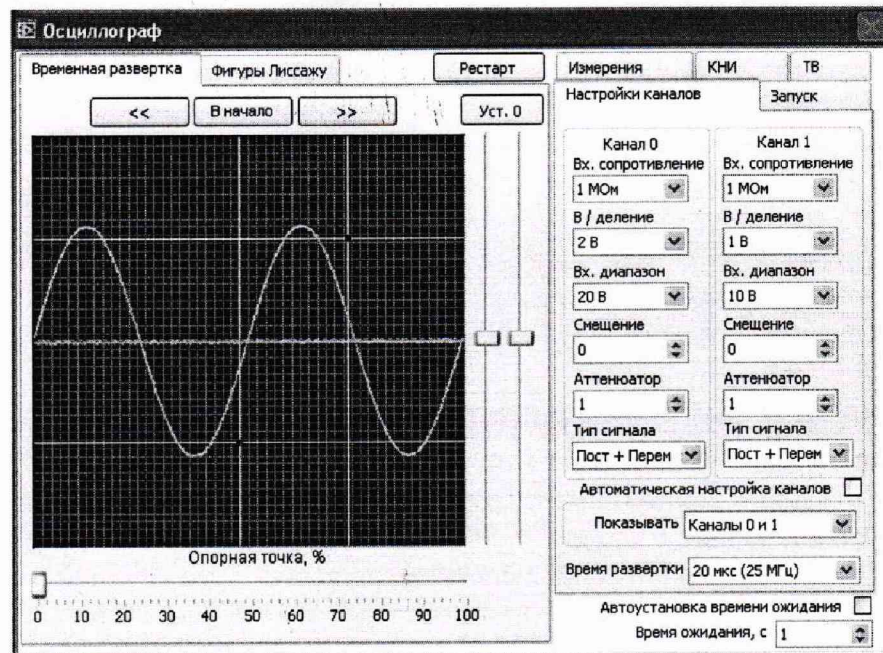 Осциллограф
Временная развертка
Фигуры Лиссажу
Рестарт
<<
В начало
>>
Уст. 0
Опорная точка, %
0 10 20 30 40 50 60 70 80 90 100
Измерения
КНИ
ТВ
Настройки каналов
Запуск
Канал 0
Вх. сопротивление
1 МОм
В / деление
2 В
Вх. диапазон
20 В
Смещение
0
Аттенюатор
1
Тип сигнала
Пост + Перем
Канал 1
Вх. сопротивление
1 МОм
В / деление
1 В
Вх. диапазон
10 В
Смещение
0
Аттенюатор
1
Тип сигнала
Пост + Перем
Автоматическая настройка каналов
Показывать Каналы 0 и 1
Время развертки 20 мкс (25 МГц)
Автоустановка времени ожидания
Время ожидания, с 1